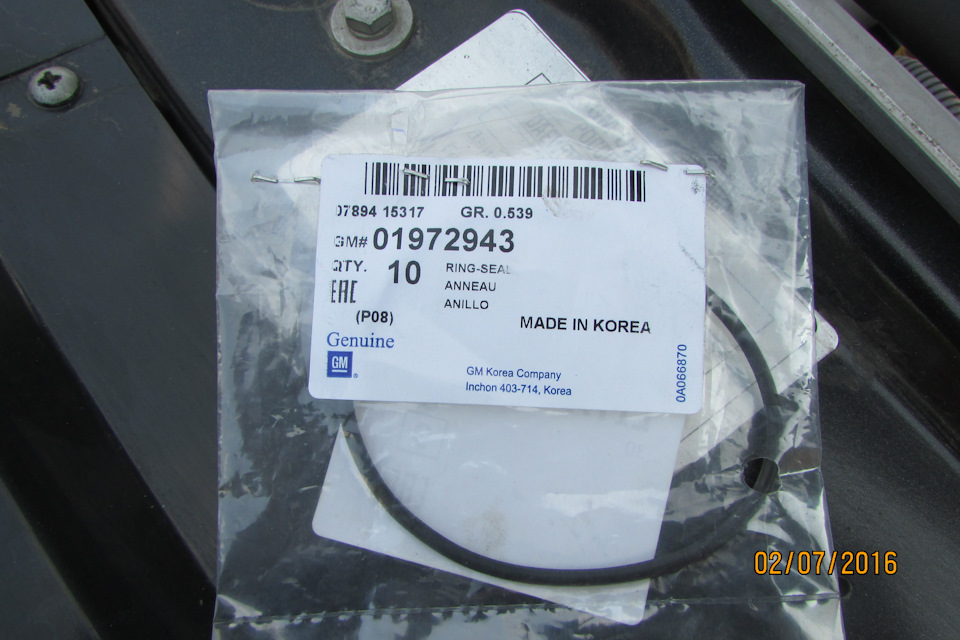 07894 15317 GR. 0.539
GM# 01972943
QTY. 10 RING-SEAL
ANNEAU
EAC ANILLO
(P08) MADE IN KOREA
Genuine
GM
GM Korea Company
Inchon 403-714, Korea
0A066870
02/07/2016